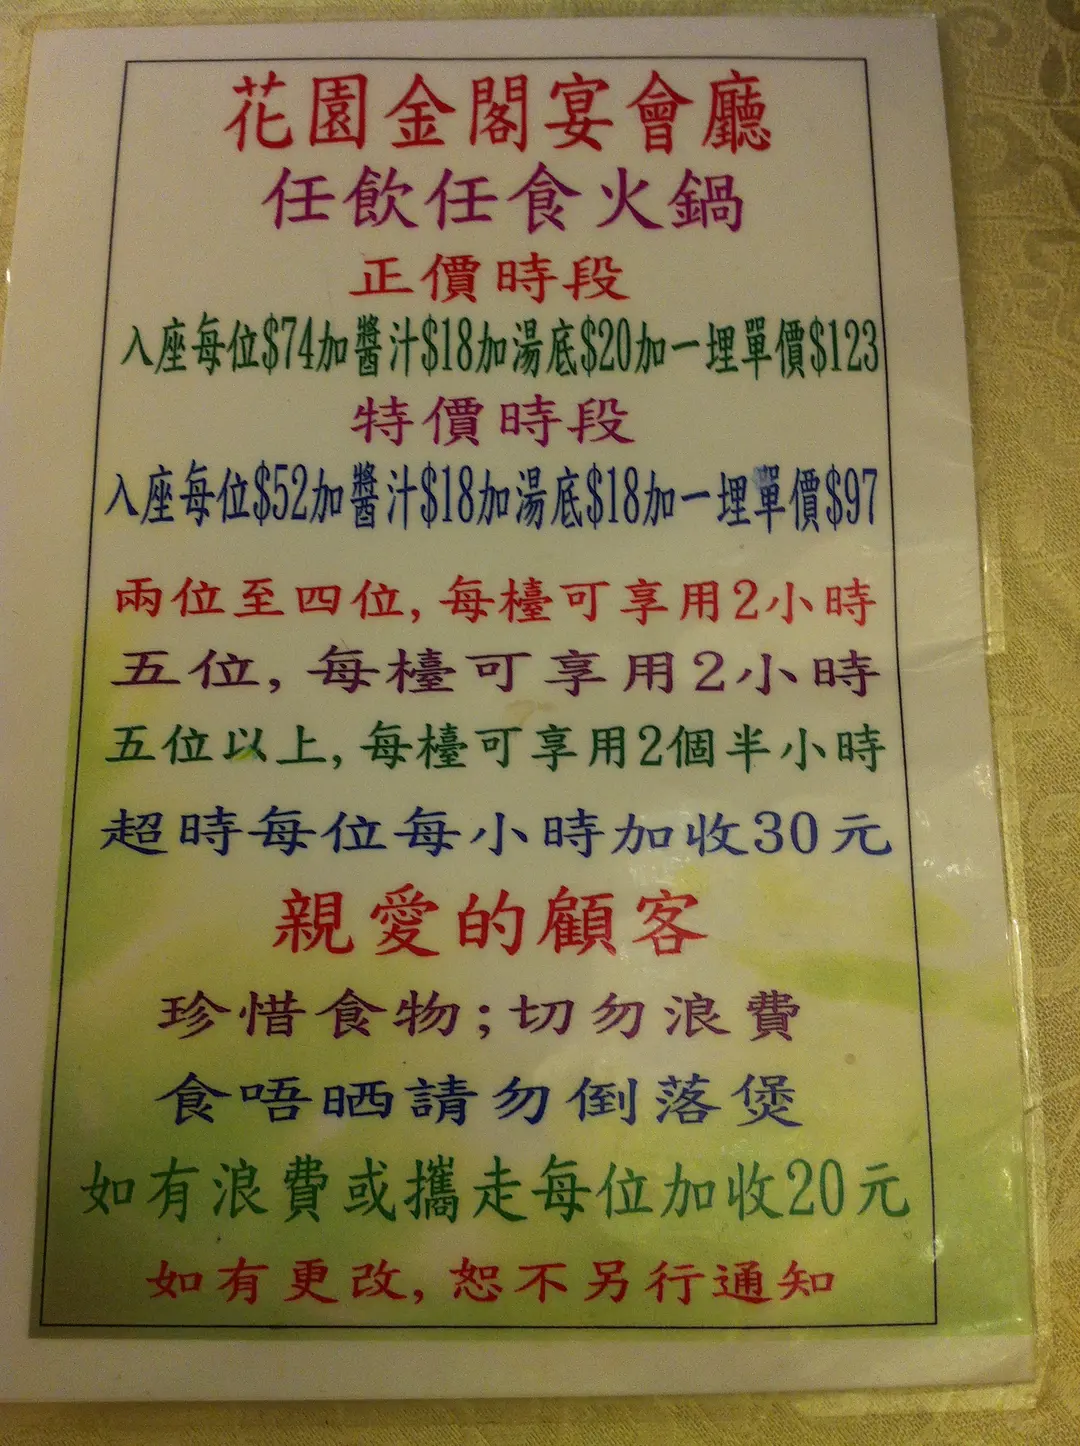 花園金閣宴會廳
任飲任食火鍋
正價時段
入座每位$74加醬汁$18加湯底$20加一埋單價$123
特價時段
入座每位$52加醬汁$18加湯底$18加一埋單價$97
兩位至四位,每檯可享用2小時
五位,每檯可享用2小時
五位以上,每檯可享用2個半小時
超時每位每小時加收30元
親愛的顧客
珍惜食物;切勿浪費
食唔晒請勿倒落煲
如有浪費或攜走每位加收20元
如有更改,恕不另行通知